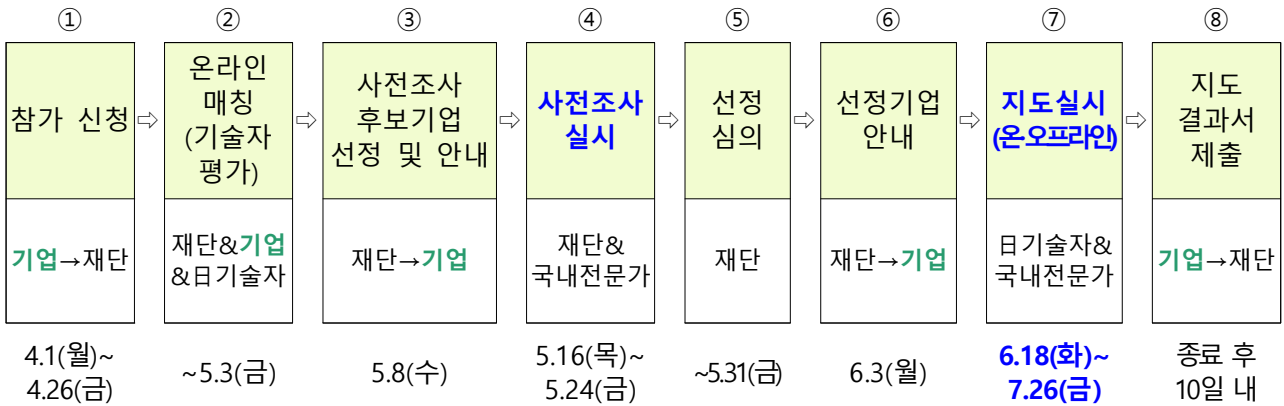 ①
②
③
④
⑤
⑥
⑦
⑧
참가 신청
⇨
온라인
매칭
(기술자
평가)
⇨
사전조사
후보기업
선정 및 안내
⇨
사전조사
실시
⇨
선정
심의
⇨
선정기업
안내
⇨
지도실시
(온·오프라인)
⇨
지도
결과서
제출
기업→재단
재단&기업
&日기술자
재단→기업
재단&
국내전문가
재단
재단→기업
日기술자&
국내전문가
기업→재단
4.1(월)~
4.26(금)
~5.3(금)
5.8(수)
5.16(목)~
5.24(금)
~5.31(금)
6.3(월)
6.18(화)~
7.26(금)
종료 후
10일 내